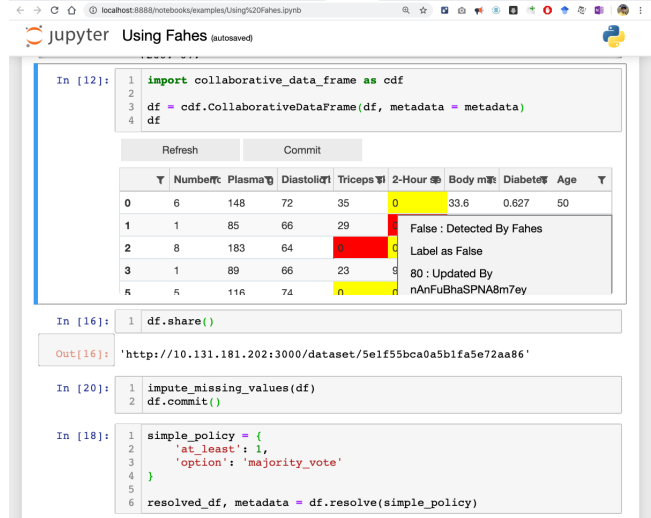 localhost:8888/notebooks/examples/Using%20Fahes.ipynb
jupyter Using Fahes (autosaved)
In [12]: 1 import collaborative_data_frame as cdf
2
3 df = cdf.CollaborativeDataFrame(df, metadata = metadata)
4 df
Refresh Commit
Diastolic 2-Hour Body Age
0 6 148 72 35 0 33.6 0.627 50
1 1 85 66 29
2 8 183 64 0
3 1 89 66 23 9
5 5 116 74 0
False : Detected By Fahes
Label as False
80 : Updated By
nAnFuBhaSPNA8m7ey
In [16]: 1 df.share()
Out[16]: 'http://10.131.181.202:3000/dataset/5e1f55bca0a5b1fa5e72aa86'
In [20]: 1 impute_missing_values(df)
2 df.commit()
In [18]: 1 simple_policy = {
2 'at_least': 1,
3 'option': 'majority_vote'
4 }
5
6 resolved_df, metadata = df.resolve(simple_policy)